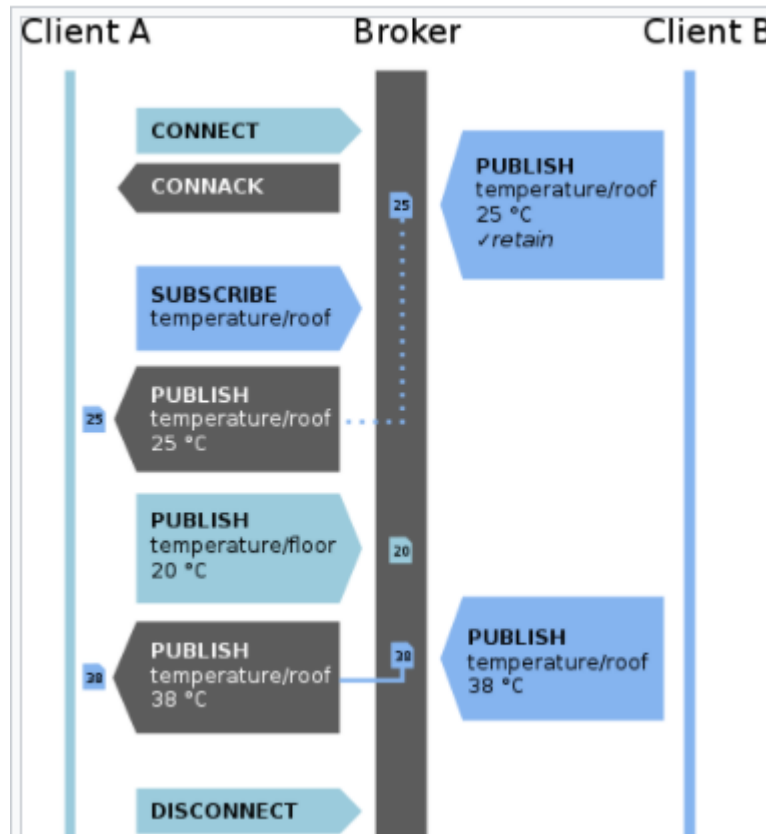 Client A
Broker
Client B
CONNECT
CONNACK
PUBLISH
temperature/roof
25 °C
✓retain
25
SUBSCRIBE
temperature/roof
PUBLISH
temperature/roof
25 °C
25
PUBLISH
temperature/floor
20 °C
20
PUBLISH
temperature/roof
38 °C
38
PUBLISH
temperature/roof
38 °C
38
DISCONNECT